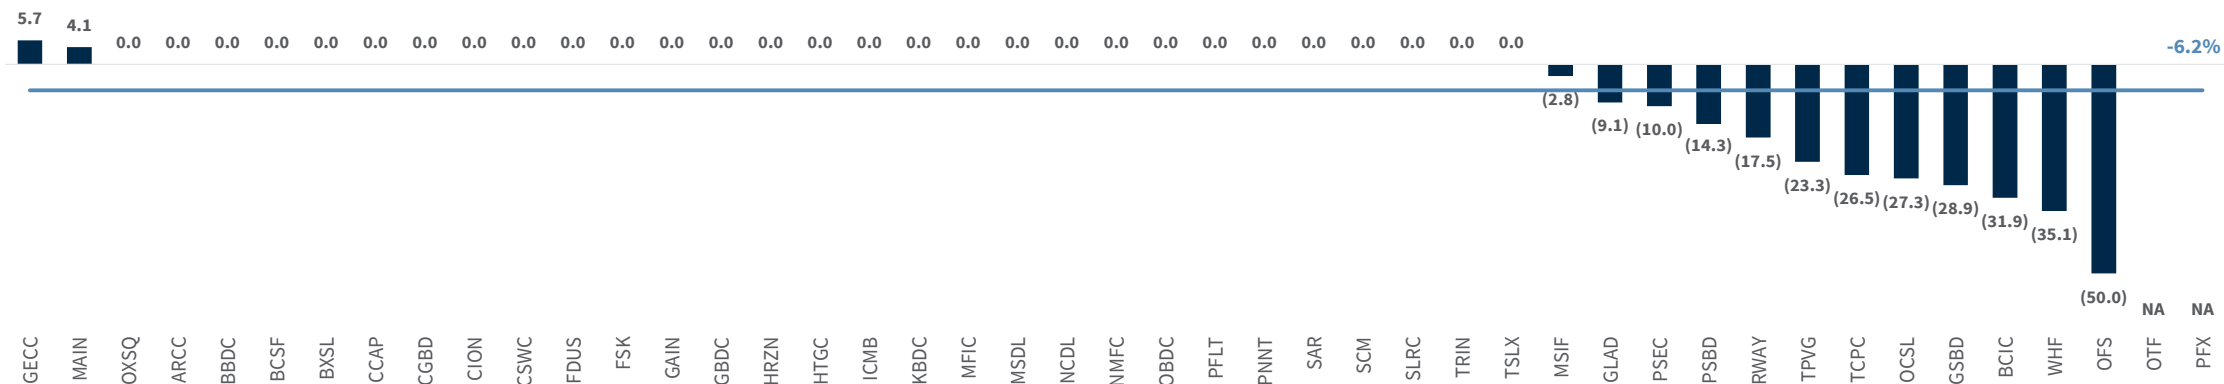 5.7
4.1
0.0 0.0 0.0 0.0 0.0 0.0 0.0 0.0 0.0 0.0 0.0 0.0 0.0 0.0 0.0 0.0 0.0 0.0 0.0 0.0 0.0 0.0 0.0 0.0 0.0 0.0 0.0 0.0 0.0
-6.2%
(2.8)
(9.1)
(10.0)
(14.3)
(17.5)
(23.3)
(26.5)
(27.3)
(28.9)
(31.9)
(35.1)
(50.0)
NA
NA
GECC
MAIN
OXSQ
ARCC
BBDC
BCSF
BXSL
CCAP
CGBD
CION
CSWC
FDUS
FSK
GAIN
GBDC
HRZN
HTGC
ICMB
KBDC
MFIC
MSDL
NCDL
NMFC
OBDC
PFLT
PNNT
SAR
SCM
SLRC
TRIN
TSLX
MSIF
GLAD
PSEC
PSBD
RWAY
TPVG
TCPC
OCSL
GSBD
BCIC
WHF
OFS
OTF
PFX